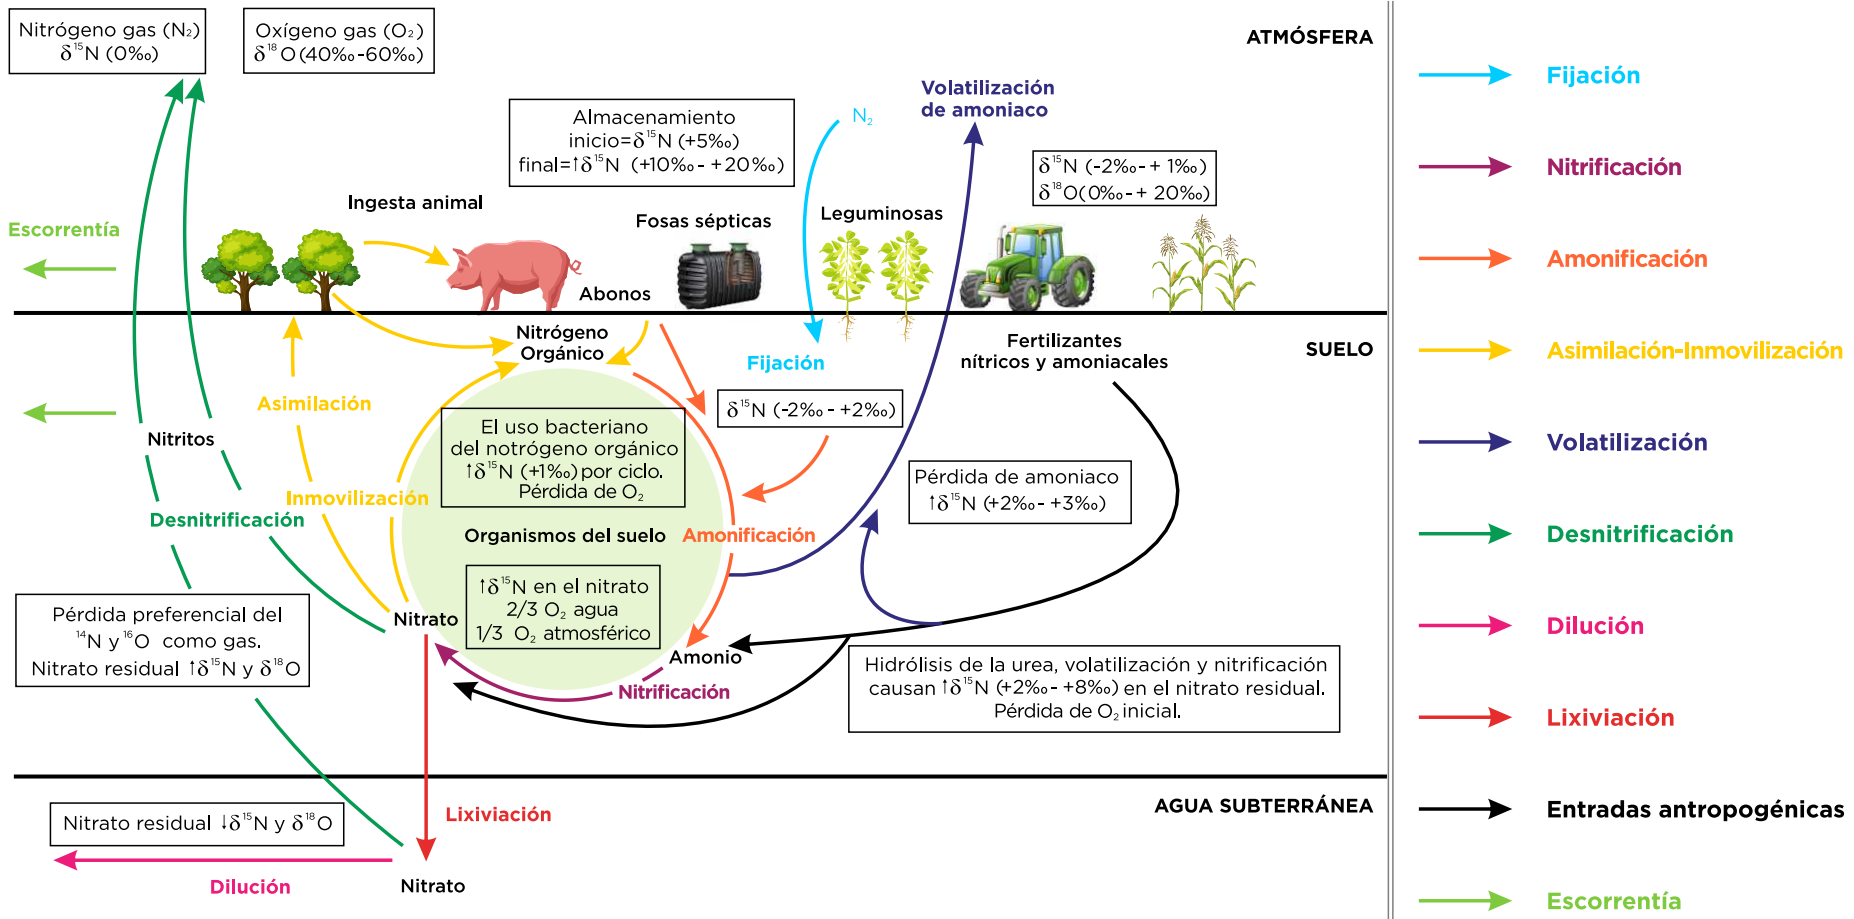 Nitrógeno gas (N₂)
δ¹⁵N (0‰)
Oxígeno gas (O₂)
δ¹⁸O (40‰-60‰)
ATMÓSFERA
Almacenamiento
inicio=δ¹⁵N (+5‰)
final=↑δ¹⁵N (+10‰- +20‰)
N₂
Volatilización
de amoniaco
δ¹⁵N (-2‰- + 1‰)
δ¹⁸O(0‰- + 20‰)
Ingesta animal
Fosas sépticas
Leguminosas
Escorrentía
Abonos
Nitrógeno
Orgánico
Fijación
Fertilizantes
nítricos y amoniacales
SUELO
Asimilación
δ¹⁵N (-2‰- +2‰)
El uso bacteriano
del notrógeno orgánico
↑δ¹⁵N (+1‰) por ciclo.
Pérdida de O₂
Nitritos
Inmovilización
Desnitrificación
Pérdida de amoniaco
↑δ¹⁵N (+2‰- +3‰)
Organismos del suelo
Amonificación
↑δ¹⁵N en el nitrato
2/3 O₂ agua
1/3 O₂ atmosférico
Pérdida preferencial del
¹⁴N y ¹⁶O como gas.
Nitrato residual ↑δ¹⁵N y δ¹⁸O
Nitrato
Amonio
Nitrificación
Hidrólisis de la urea, volatilización y nitrificación
causan ↑δ¹⁵N (+2‰- +8‰) en el nitrato residual.
Pérdida de O₂ inicial.
AGUA SUBTERRÁNEA
Lixiviación
Nitrato residual ↓δ¹⁵N y δ¹⁸O
Dilución
Nitrato
Fijación
Nitrificación
Amonificación
Asimilación-Inmovilización
Volatilización
Desnitrificación
Dilución
Lixiviación
Entradas antropogénicas
Escorrentía